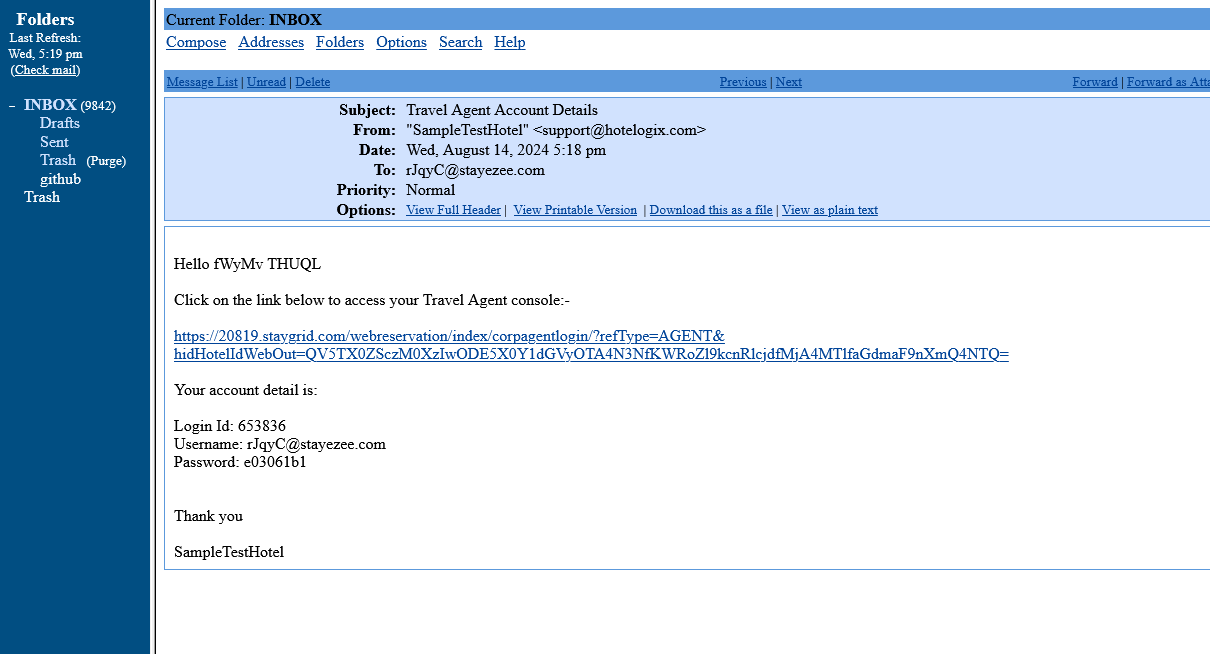 Folders
Last Refresh:
Wed, 5:19 pm
(Check mail)
– INBOX (9842)
Drafts
Sent
Trash (Purge)
github
Trash
Current Folder: INBOX
Compose Addresses Folders Options Search Help
Message List | Unread | Delete Previous | Next Forward | Forward as Atta
Subject: Travel Agent Account Details
From: "SampleTestHotel" <support@hotelogix.com>
Date: Wed, August 14, 2024 5:18 pm
To: rJqyC@stayezee.com
Priority: Normal
Options: View Full Header | View Printable Version | Download this as a file | View as plain text
Hello fWyMv THUQL
Click on the link below to access your Travel Agent console:-
https://20819.staygrid.com/webreservation/index/corpagentlogin/?refType=AGENT&
hidHotelIdWebOut=QV5TX0ZSczM0XzIwODE5X0Y1dGVyOTA4N3NfKWRoZl9kcnRlcjdfMjA4MTlfaGdmaF9nXmQ4NTQ=
Your account detail is:
Login Id: 653836
Username: rJqyC@stayezee.com
Password: e03061b1
Thank you
SampleTestHotel